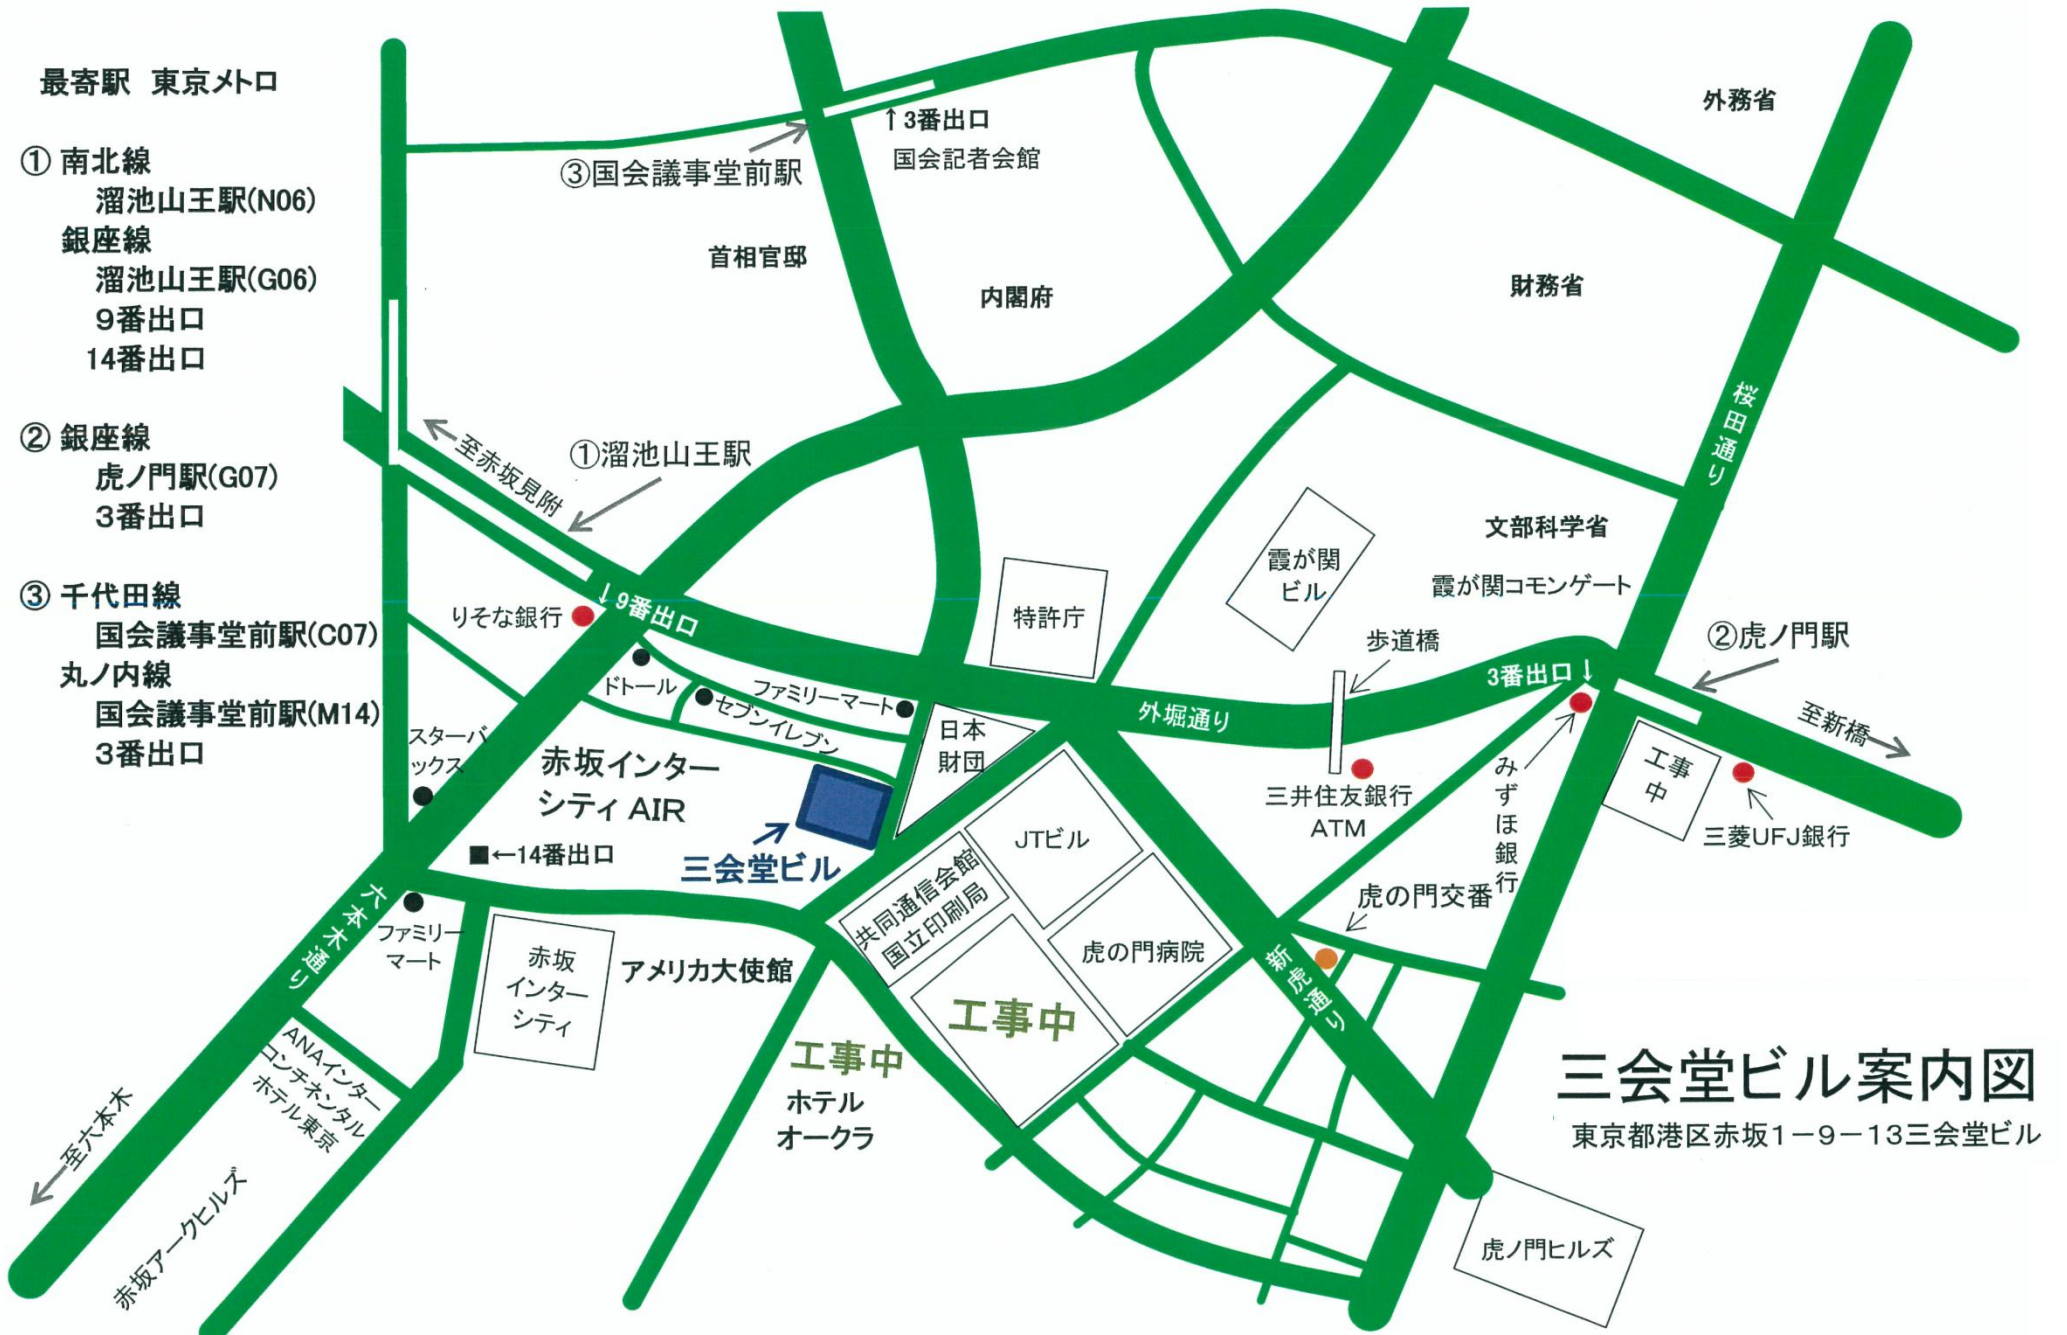 最寄駅 東京メトロ
① 南北線
溜池山王駅(N06)
銀座線
溜池山王駅(G06)
9番出口
14番出口
② 銀座線
虎ノ門駅(G07)
3番出口
③ 千代田線
国会議事堂前駅(C07)
丸ノ内線
国会議事堂前駅(M14)
3番出口
↑3番出口
国会記者会館
③国会議事堂前駅
首相官邸
内閣府
外務省
財務省
桜田通り
至赤坂見附
①溜池山王駅
りそな銀行
↑9番出口
ドトール
セブンイレブン
ファミリーマート
特許庁
霞が関
ビル
文部科学省
霞が関コモンゲート
歩道橋
②虎ノ門駅
3番出口↓
外堀通り
至新橋
スターバ
ックス
赤坂インター
シティ AIR
日本
財団
三会堂ビル
■←14番出口
六本木通り
ファミリー
マート
赤坂
インター
シティ
アメリカ大使館
JTビル
共同通信会館
国立印刷局
虎の門病院
工事中
工事中
ホテル
オークラ
三井住友銀行
ATM
みずほ銀行
工事
中
三菱UFJ銀行
虎の門交番
新虎通り
ANAインター
コンチネンタル
ホテル東京
至六本木
赤坂アークヒルズ
虎ノ門ヒルズ
三会堂ビル案内図
東京都港区赤坂1－9－13三会堂ビル